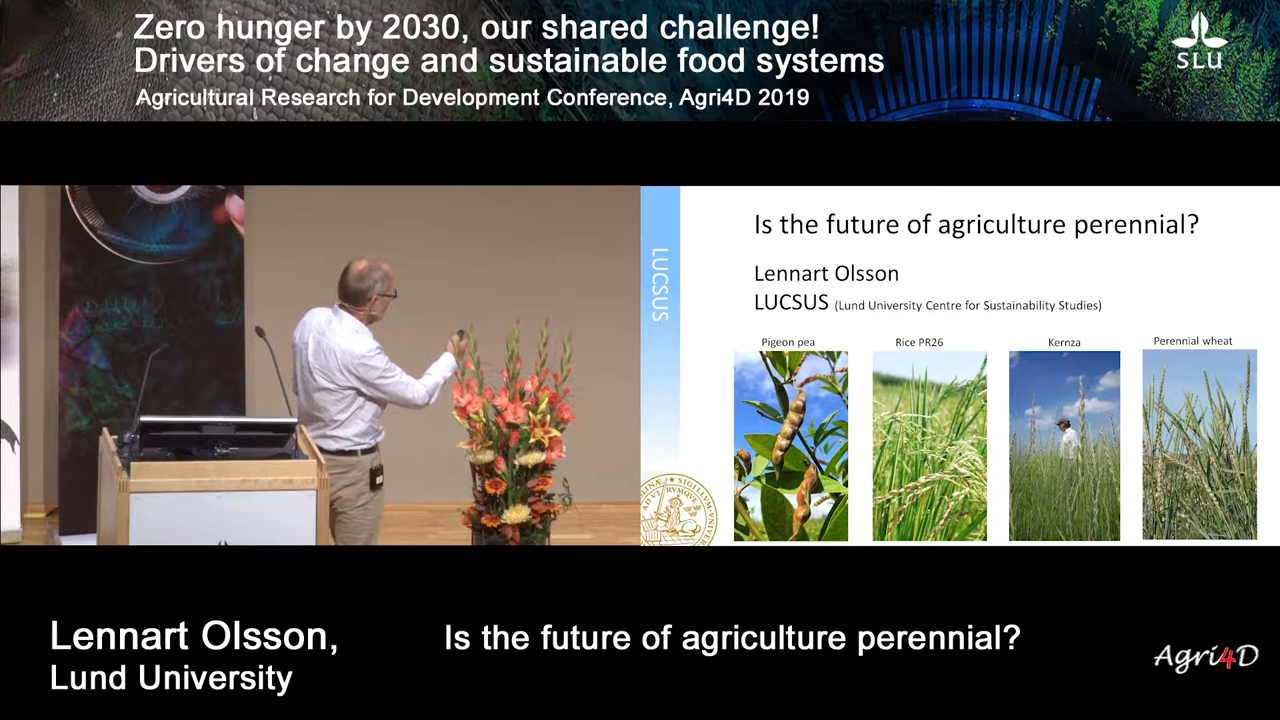 Zero hunger by 2030, our shared challenge!
Drivers of change and sustainable food systems
Agricultural Research for Development Conference, Agri4D 2019
SLU
LUCSUS
Is the future of agriculture perennial?
Lennart Olsson
LUCSUS (Lund University Centre for Sustainability Studies)
Pigeon pea
Rice PR26
Kernza
Perennial wheat
Lennart Olsson,
Lund University
Is the future of agriculture perennial?
Agri4D